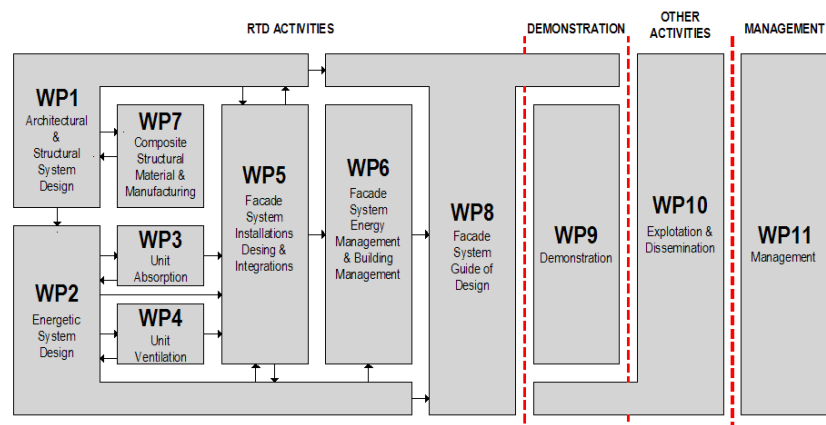 RTD ACTIVITIES
DEMONSTRATION
OTHER
ACTIVITIES
MANAGEMENT
WP1
Architectural
&
Structural
System
Design
WP7
Composite
Structural
Material &
Manufacturing
WP5
Facade
System
Installations
Desing &
Integrations
WP6
Facade
System
Energy
Management
& Building
Management
WP8
Facade
System
Guide of
Design
WP9
Demonstration
WP10
Explotation &
Dissemination
WP11
Management
WP2
Energetic
System
Design
WP3
Unit
Absorption
WP4
Unit
Ventilation